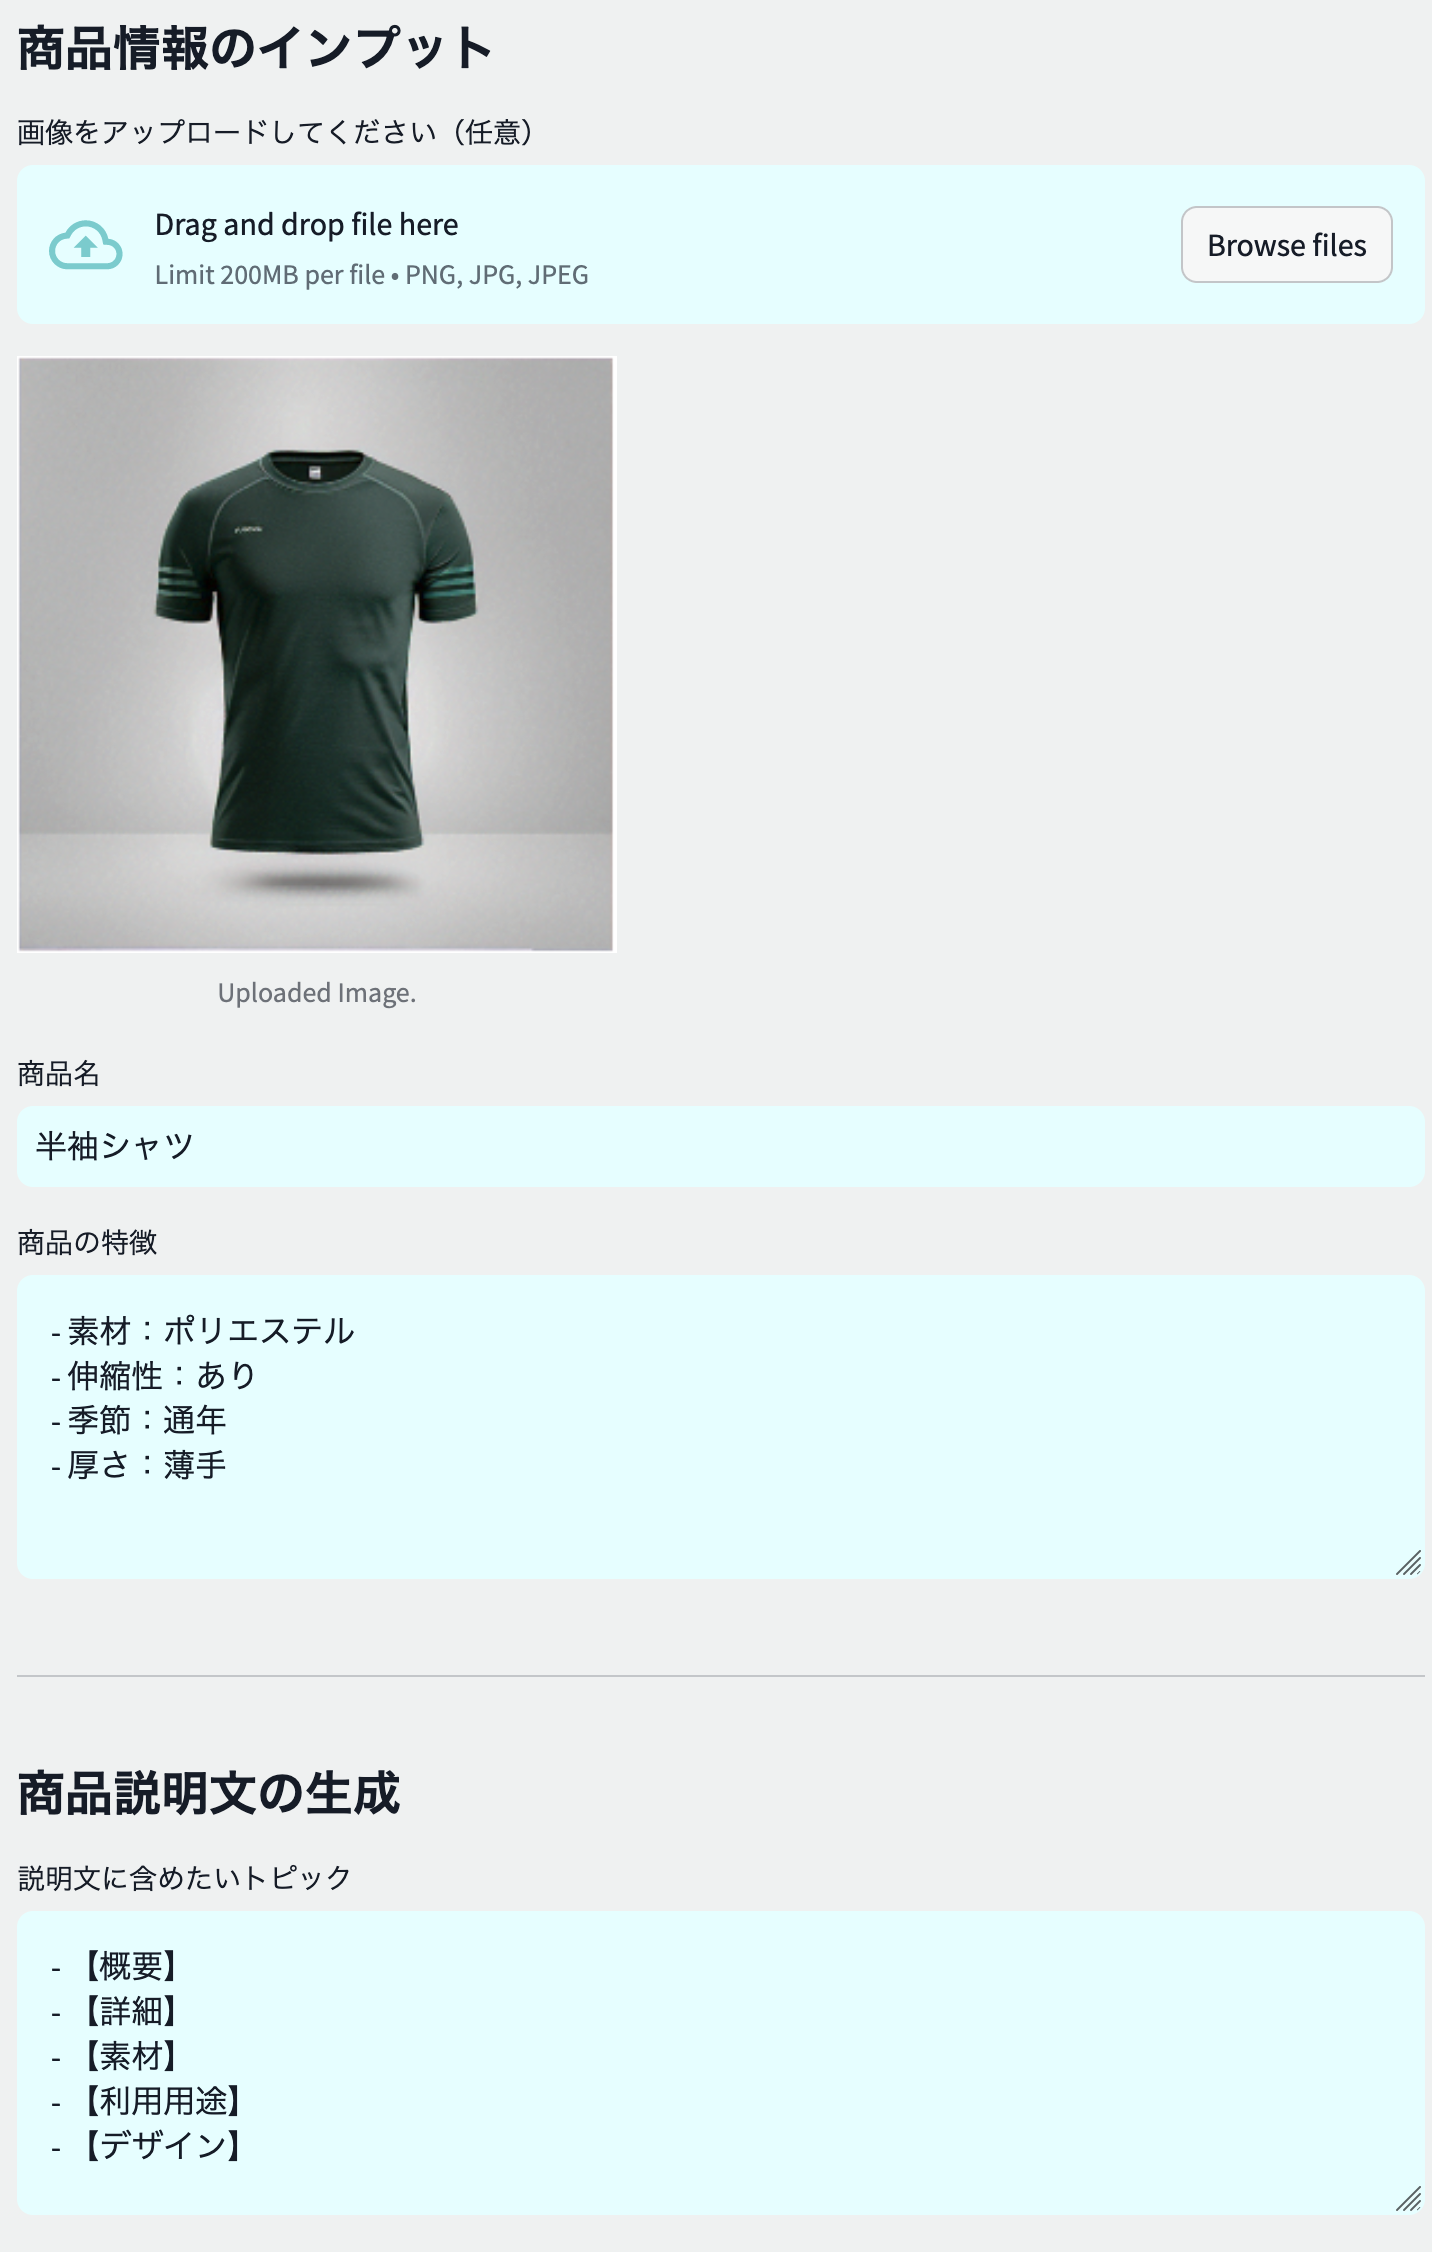 商品情報のインプット
画像をアップロードしてください（任意）
Drag and drop file here
Limit 200MB per file • PNG, JPG, JPEG
Browse files
Uploaded Image.
商品名
半袖シャツ
商品の特徴
- 素材：ポリエステル
- 伸縮性：あり
- 季節：通年
- 厚さ：薄手
商品説明文の生成
説明文に含めたいトピック
- 【概要】
- 【詳細】
- 【素材】
- 【利用用途】
- 【デザイン】